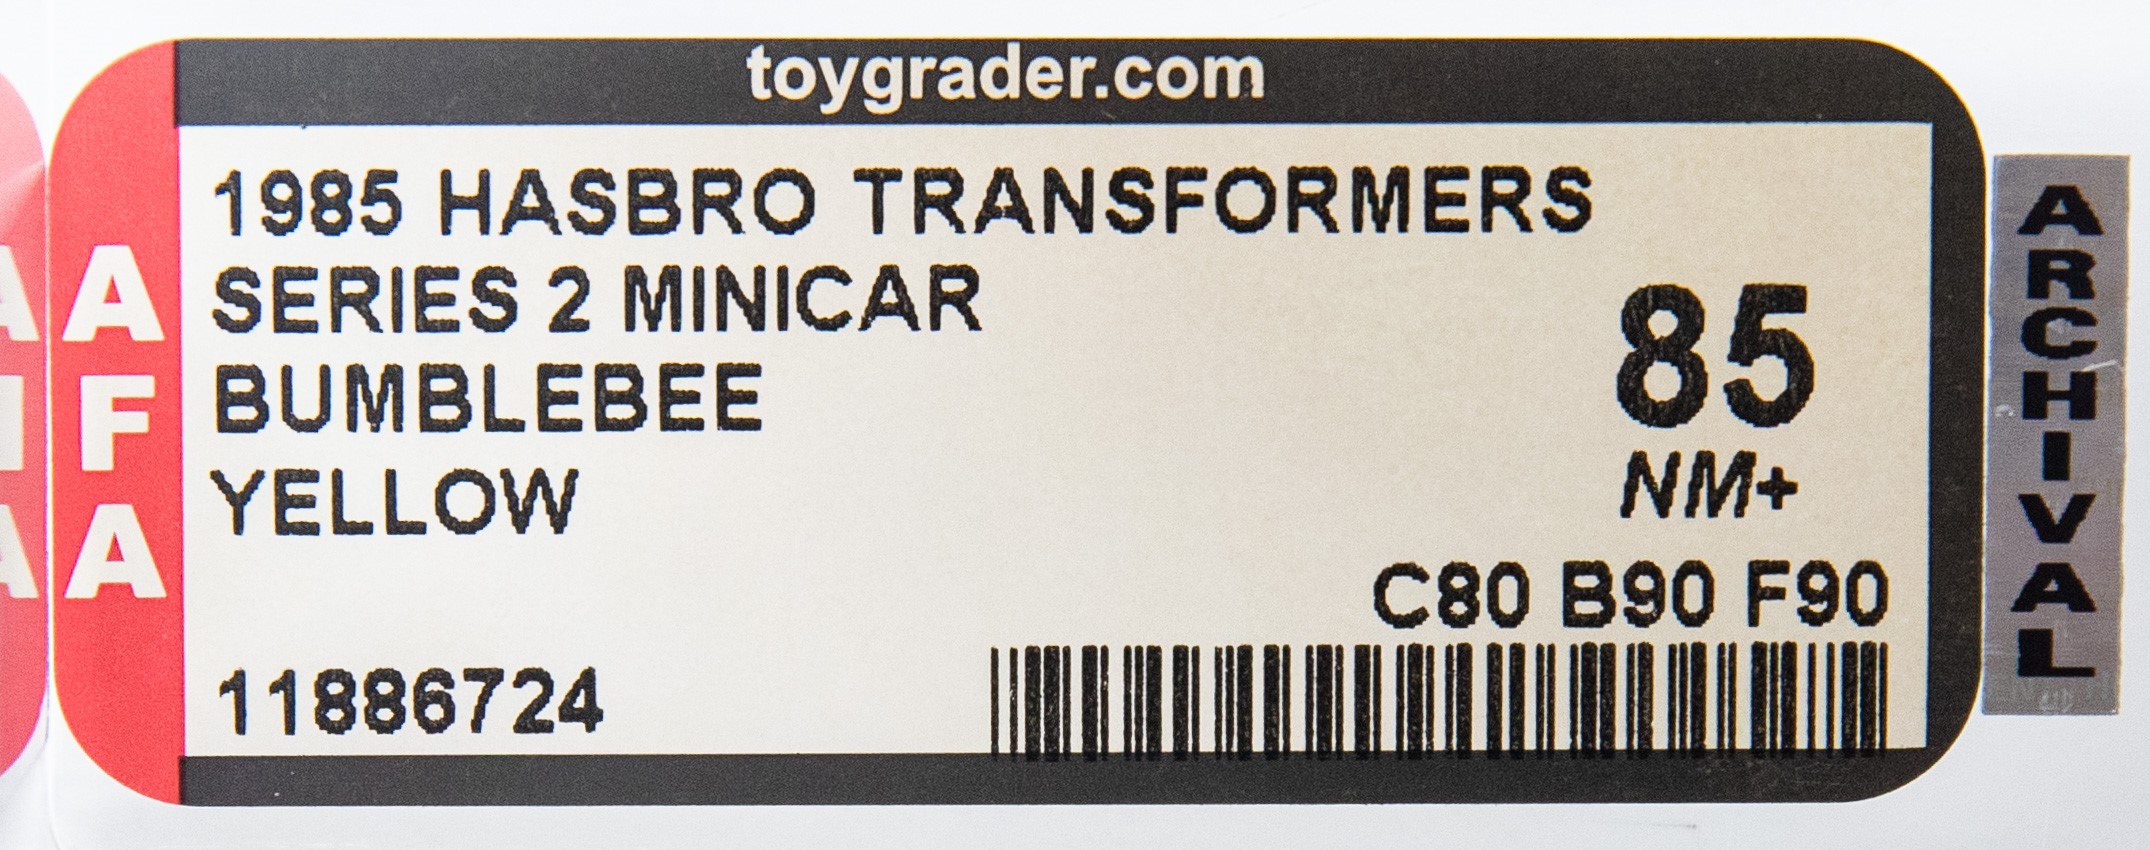 toygrader.com
AFA
1985 HASBRO TRANSFORMERS
SERIES 2 MINICAR
BUMBLEBEE
YELLOW
85
NM+
C80 B90 F90
11886724
ARCHIVAL